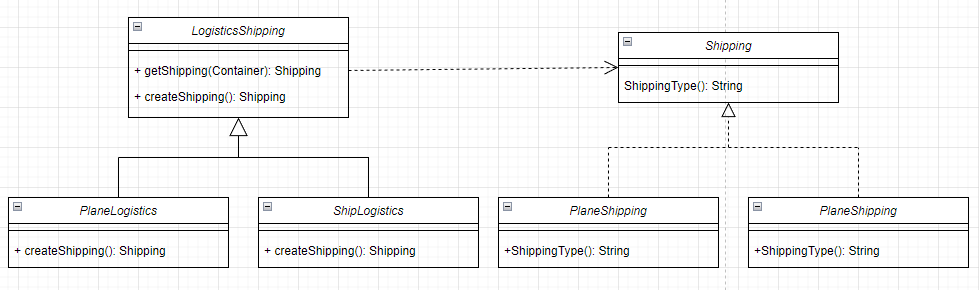 LogisticsShipping
+ getShipping(Container): Shipping
+ createShipping(): Shipping
Shipping
ShippingType(): String
PlaneLogistics
+ createShipping(): Shipping
ShipLogistics
+ createShipping(): Shipping
PlaneShipping
+ShippingType(): String
PlaneShipping
+ShippingType(): String